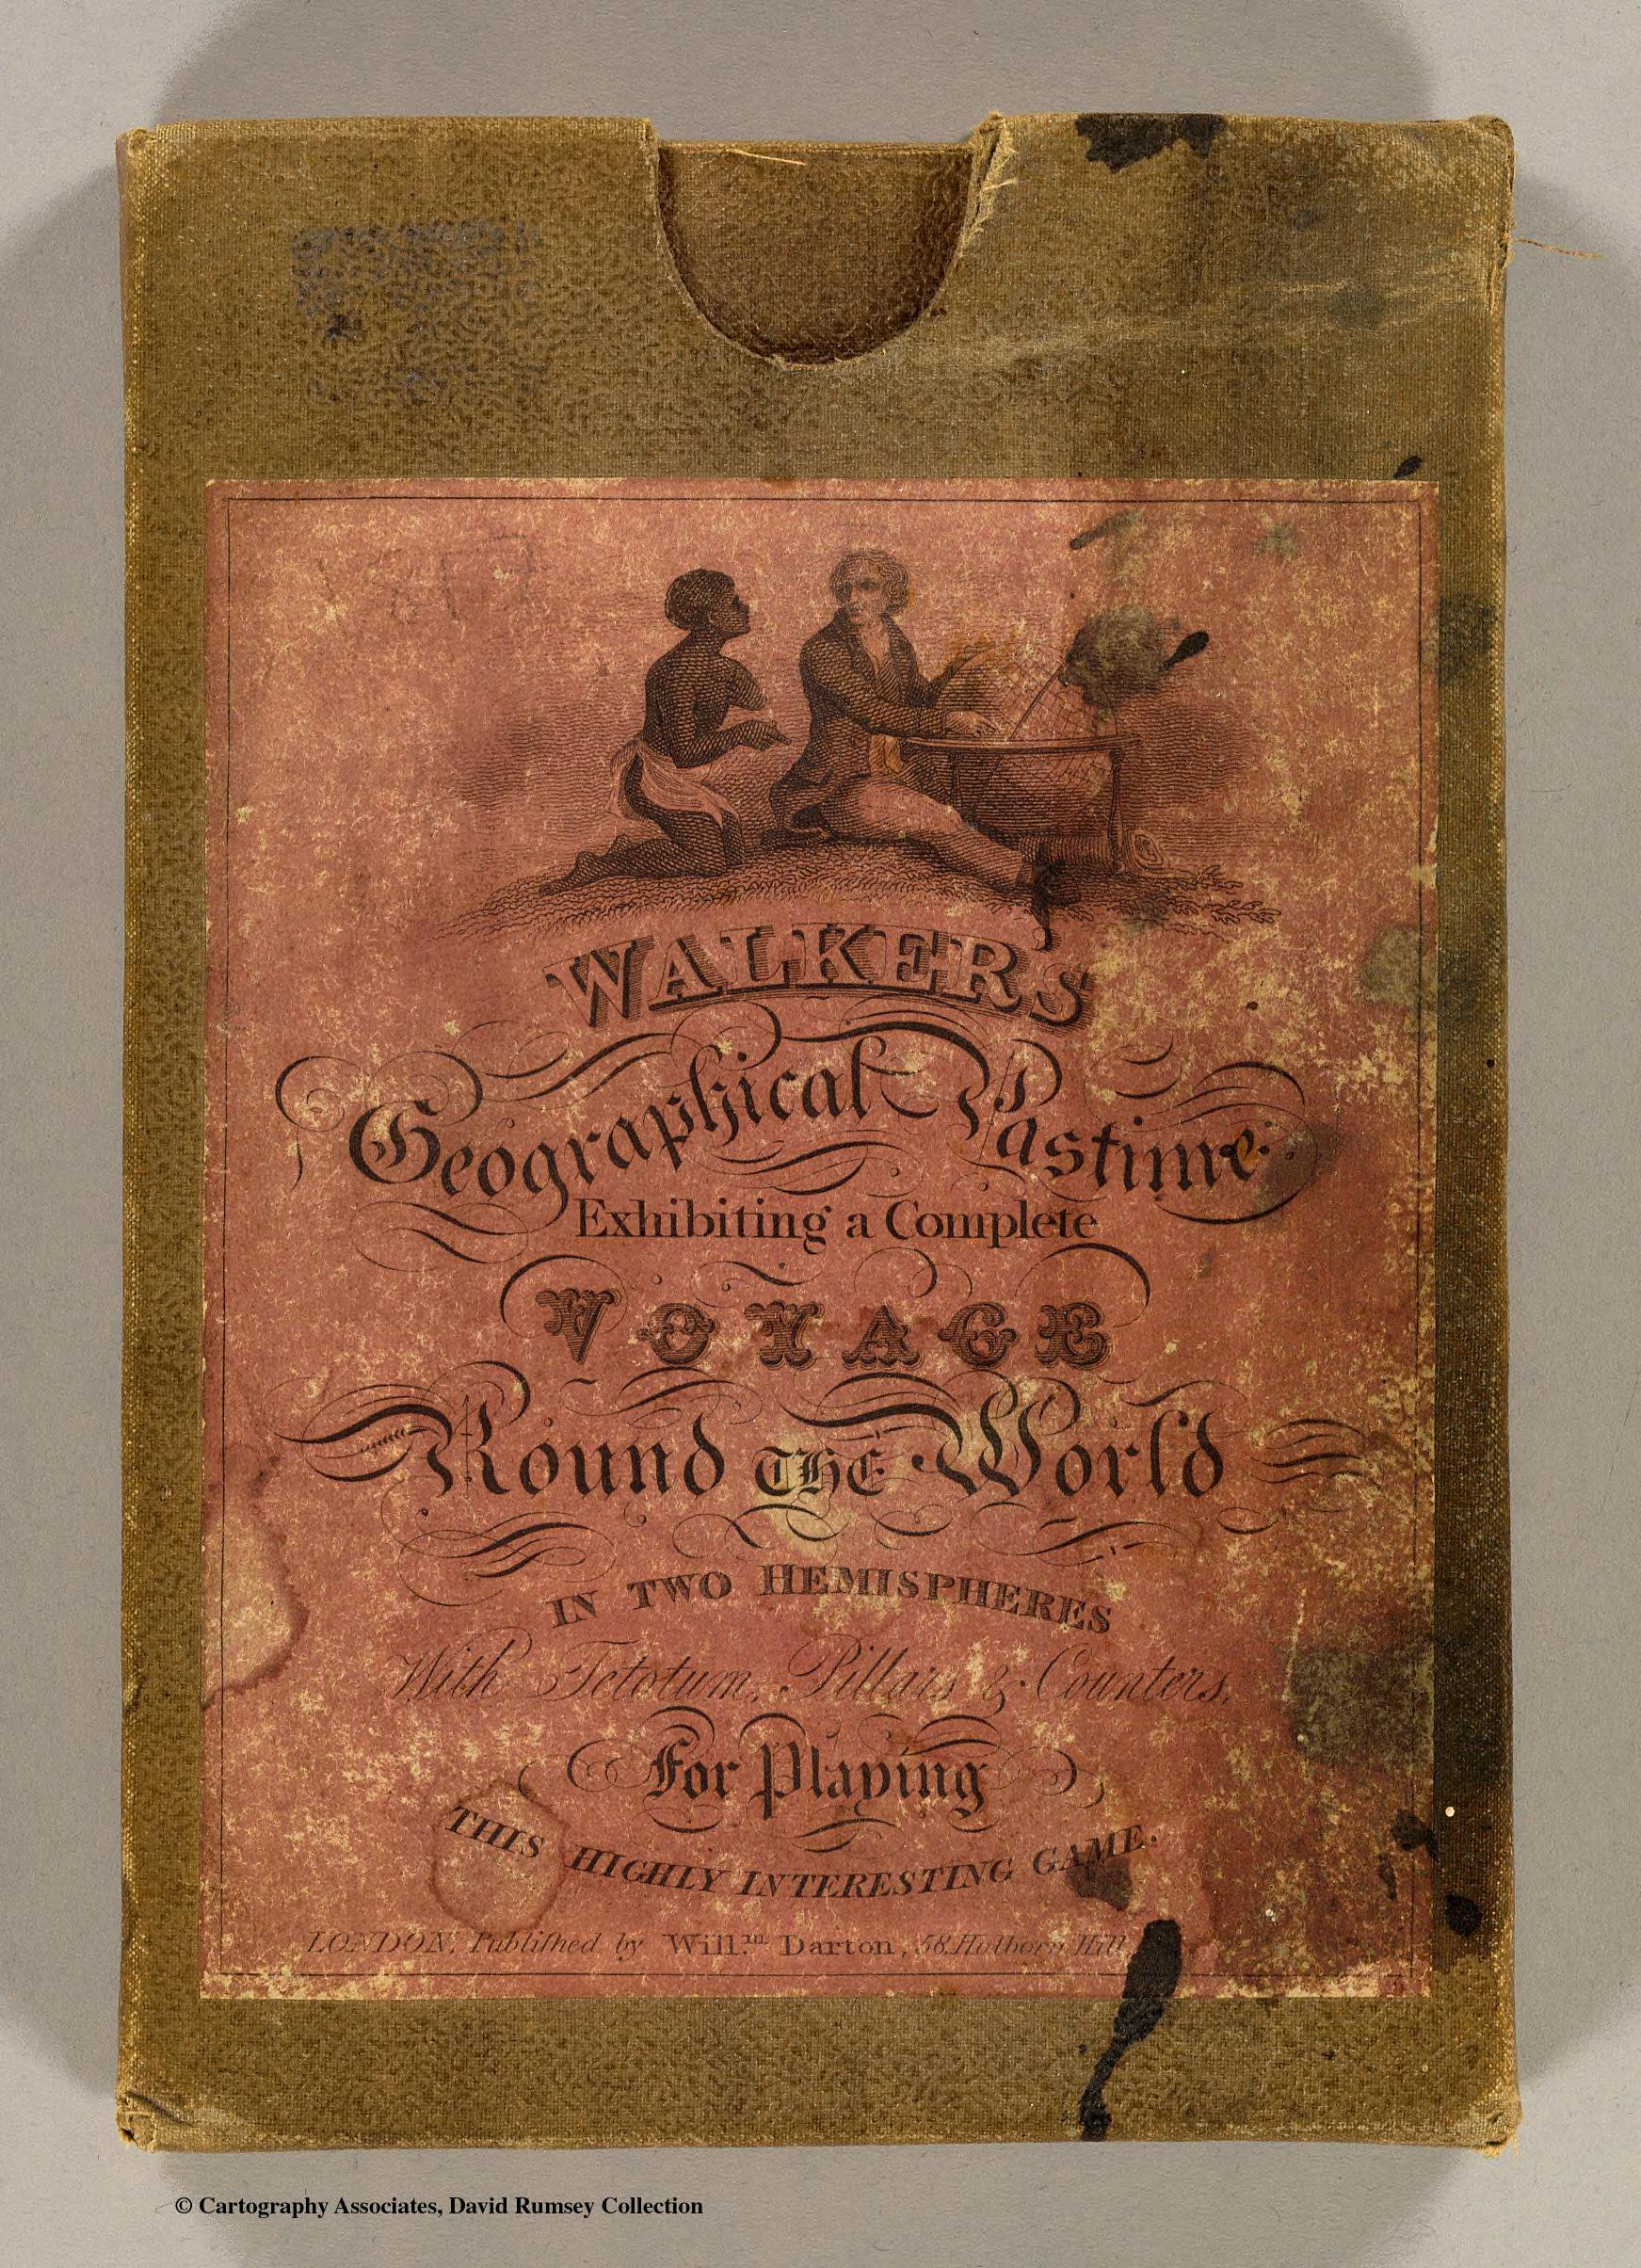 WALKER'S
Geographical Pastime
Exhibiting a Complete
VOYAGE
Round THE World
IN TWO HEMISPHERES
With Tetotum, Pillars & Counters,
For Playing
THIS HIGHLY INTERESTING GAME.
LONDON, Publiſhed by Will.m Darton, 58, Holborn Hill
© Cartography Associates, David Rumsey Collection